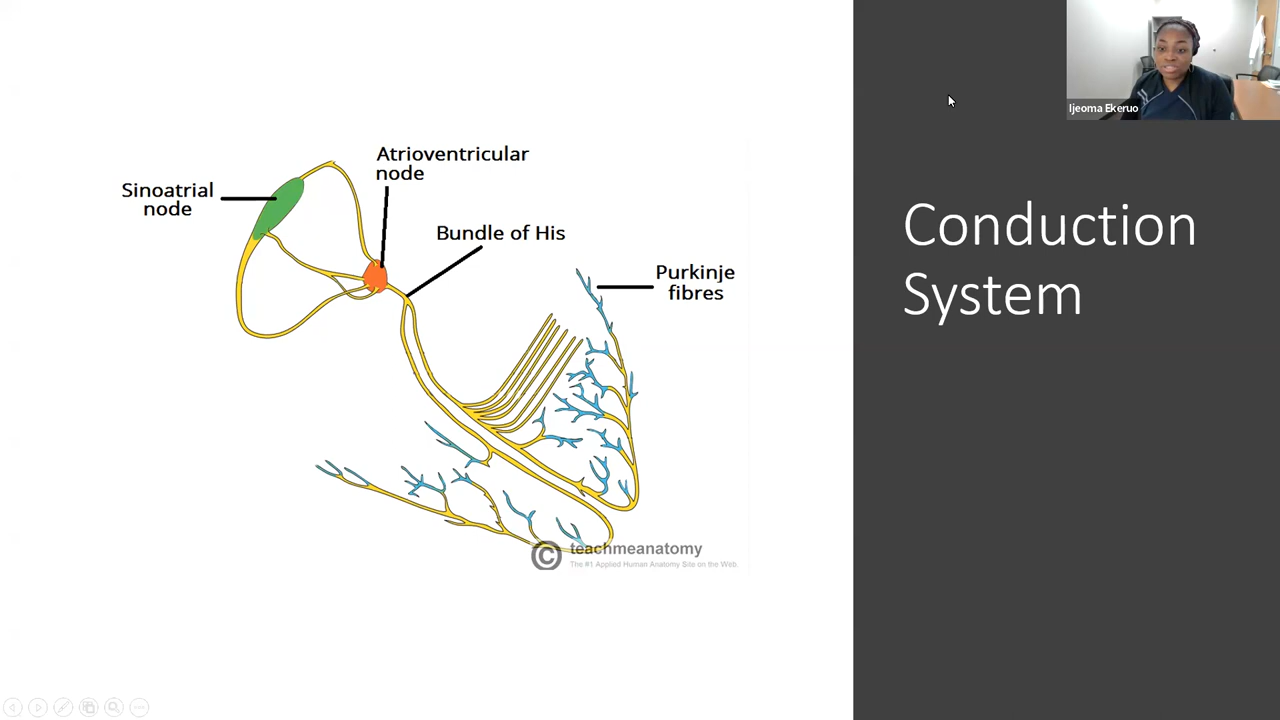 Ijeoma Ekeruo
Atrioventricular
node
Sinoatrial
node
Bundle of His
Purkinje
fibres
Conduction
System
© teachmeanatomy
The #1 Applied Human Anatomy Site on the Web.